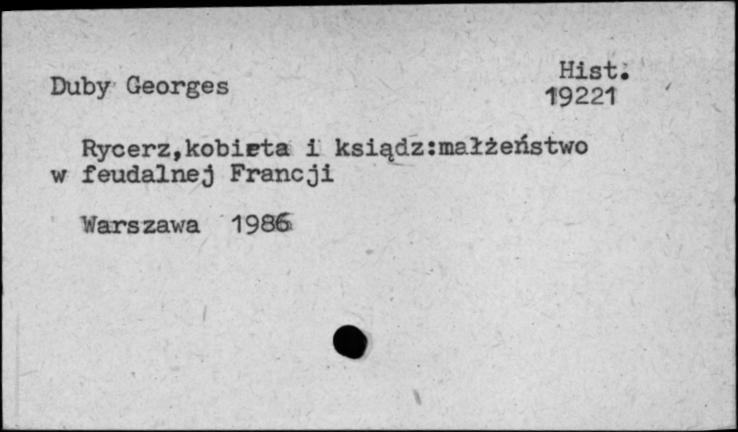 Hist.
Duby Georges
19221
Rycerz,kobieta i ksiądz:małżeństwo
w feudalnej Francji
Warszawa 1986